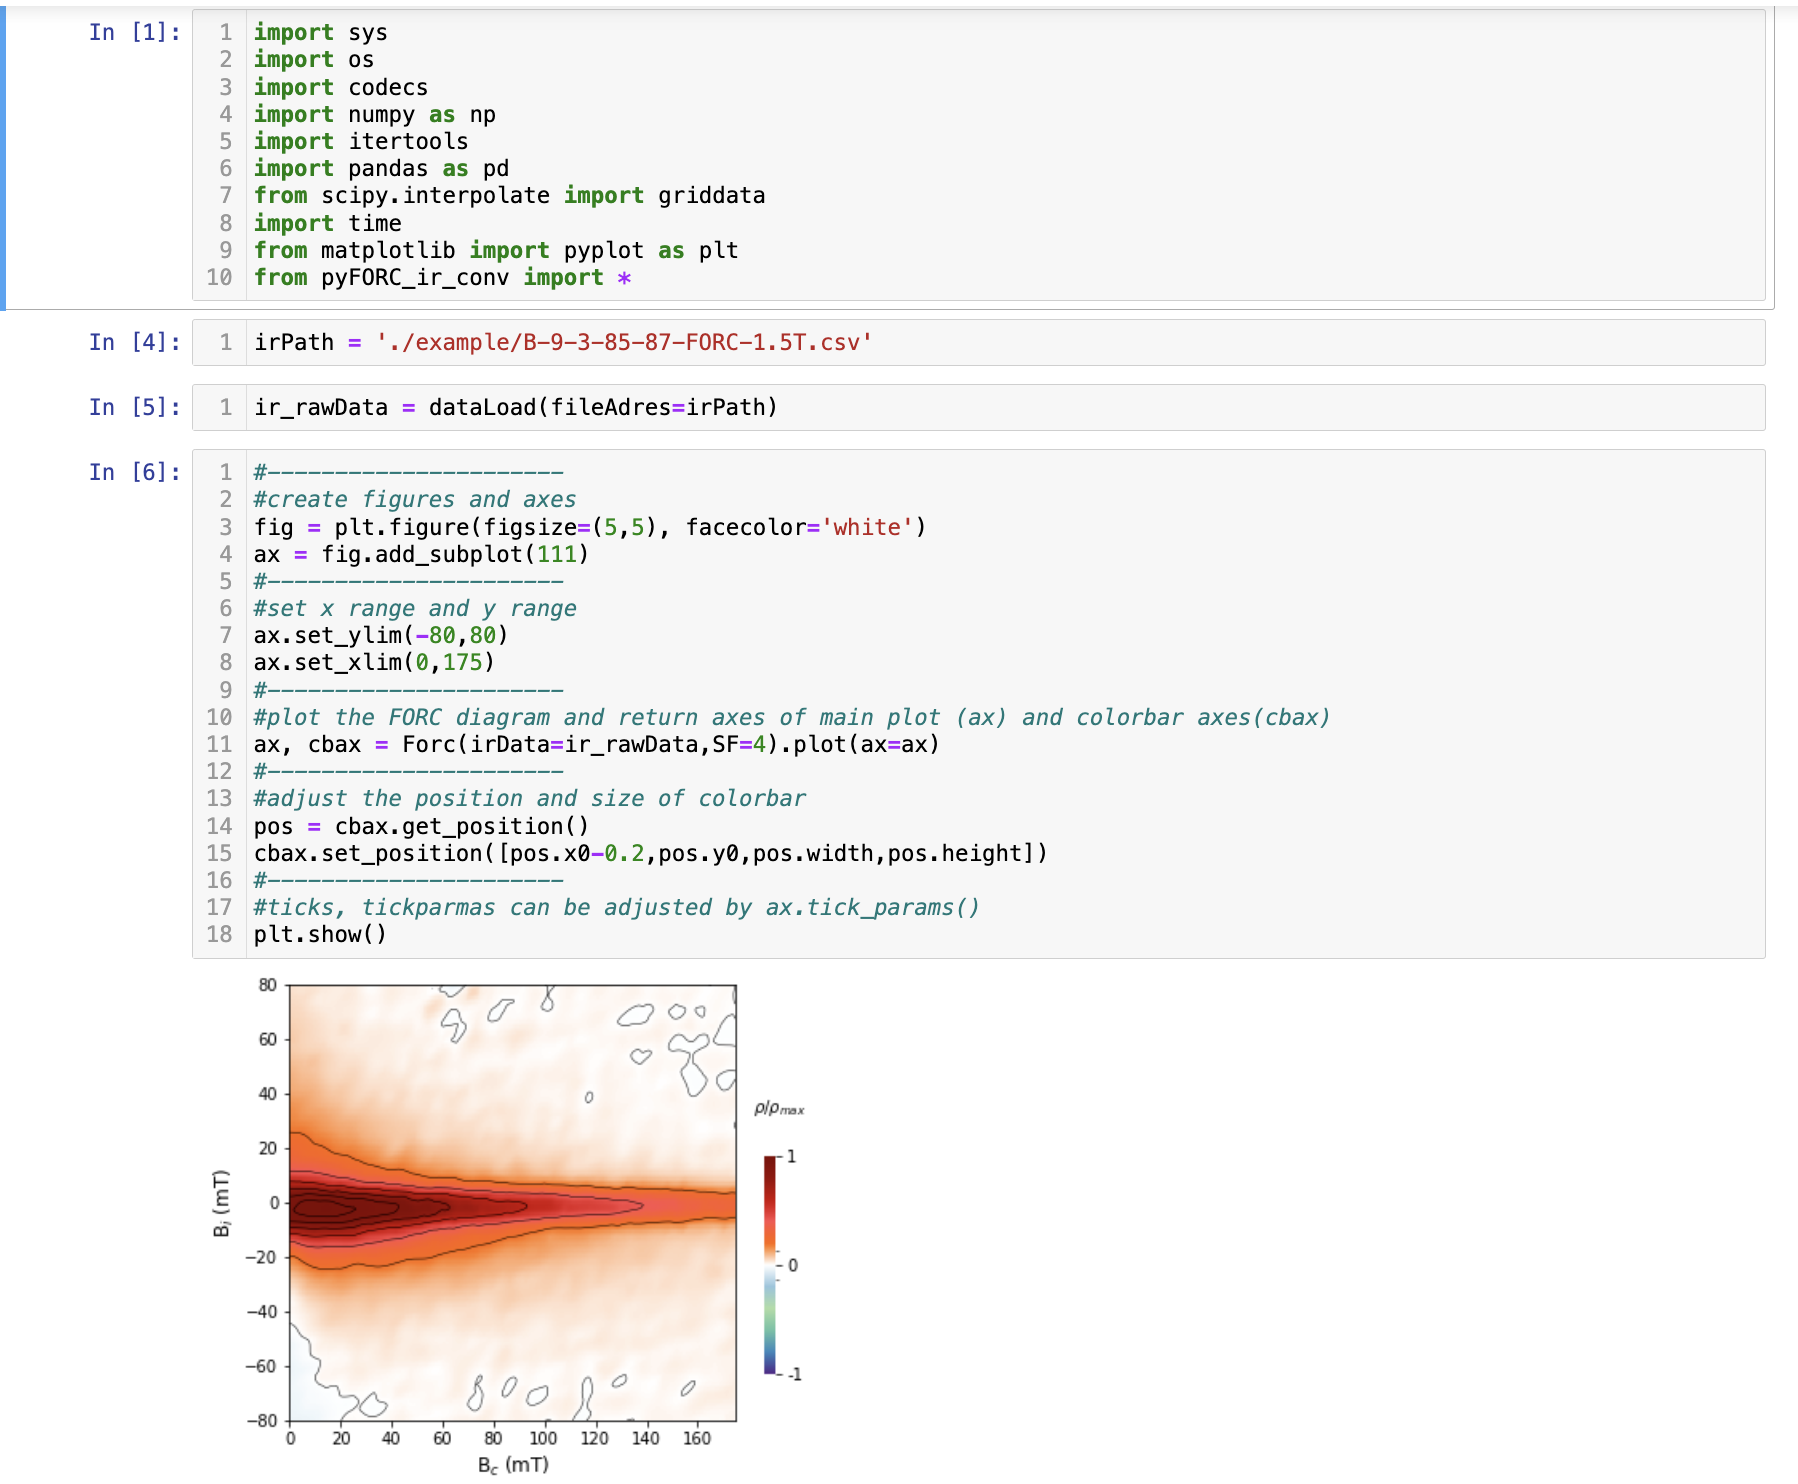 In [1]:
1 import sys
2 import os
3 import codecs
4 import numpy as np
5 import itertools
6 import pandas as pd
7 from scipy.interpolate import griddata
8 import time
9 from matplotlib import pyplot as plt
10 from pyFORC_ir_conv import *
In [4]:
1 irPath = './example/B-9-3-85-87-FORC-1.5T.csv'
In [5]:
1 ir_rawData = dataLoad(fileAdres=irPath)
In [6]:
1 #----------------------
2 #create figures and axes
3 fig = plt.figure(figsize=(5,5), facecolor='white')
4 ax = fig.add_subplot(111)
5 #----------------------
6 #set x range and y range
7 ax.set_ylim(-80,80)
8 ax.set_xlim(0,175)
9 #----------------------
10 #plot the FORC diagram and return axes of main plot (ax) and colorbar axes(cbax)
11 ax, cbax = Forc(irData=ir_rawData,SF=4).plot(ax=ax)
12 #----------------------
13 #adjust the position and size of colorbar
14 pos = cbax.get_position()
15 cbax.set_position([pos.x0-0.2,pos.y0,pos.width,pos.height])
16 #----------------------
17 #ticks, tickparmas can be adjusted by ax.tick_params()
18 plt.show()
80
60
40
20
0
−20
−40
−60
−80
B_i (mT)
0 20 40 60 80 100 120 140 160
B_c (mT)
ρ/ρ_max
1
0
-1